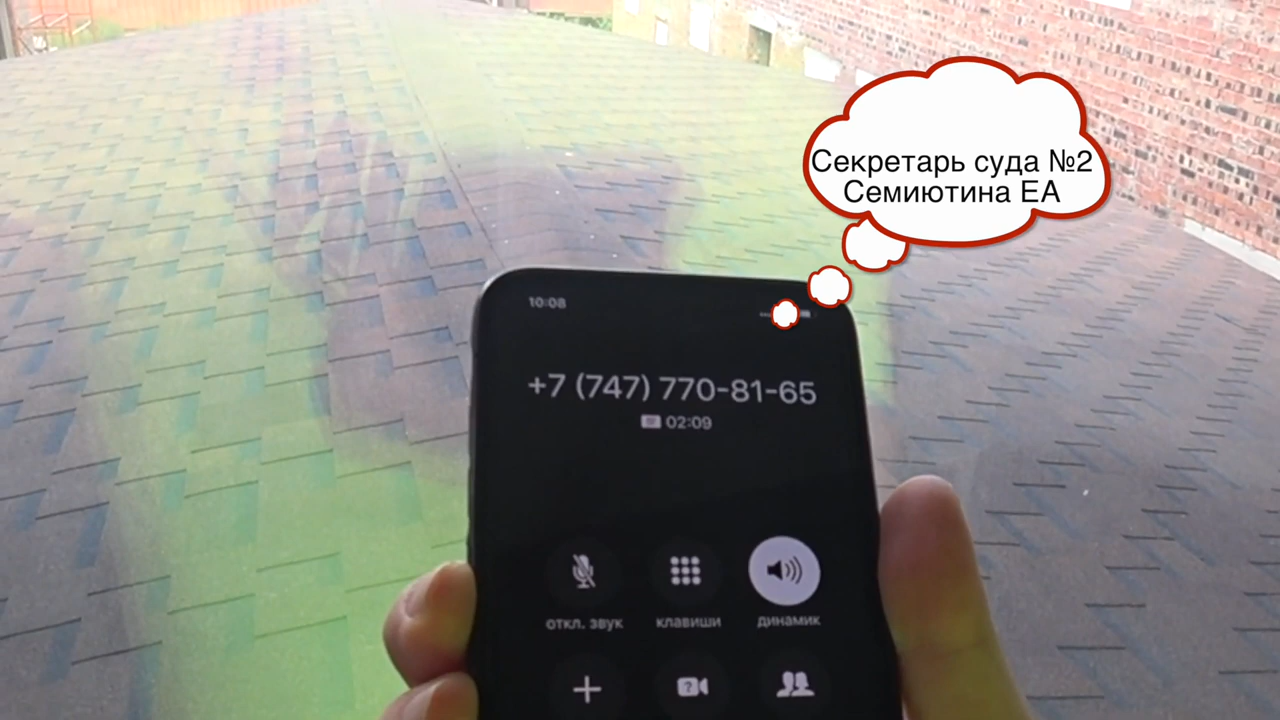 Секретарь суда №2
Семиютина ЕА
10:08
+7 (747) 770-81-65
02:09
откл. звук
клавиши
динамик